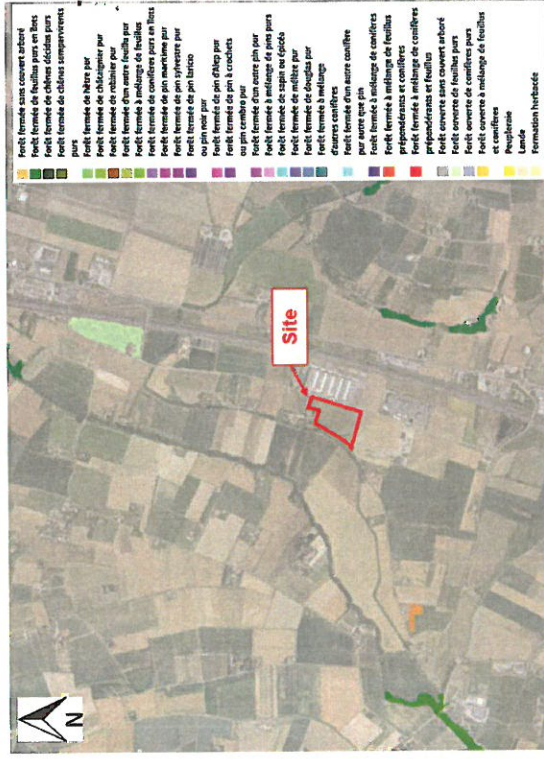 N
Site
Forêt fermée sans couvert arboré
Forêt fermée de feuillus purs en îlots
Forêt fermée de chênes décidus purs
Forêt fermée de chênes sempervirents
purs
Forêt fermée de hêtre pur
Forêt fermée de châtaignier pur
Forêt fermée de robinier pur
Forêt fermée d'un autre feuillu pur
Forêt fermée à mélange de feuillus
Forêt fermée de conifères purs en îlots
Forêt fermée de pin maritime pur
Forêt fermée de pin sylvestre pur
Forêt fermée de pin laricio
ou pin noir pur
Forêt fermée de pin d'Alep pur
Forêt fermée de pin à crochets
ou pin cembro pur
Forêt fermée d'un autre pin pur
Forêt fermée à mélange de pins purs
Forêt fermée de sapin ou épicéa
Forêt fermée de mélèze pur
Forêt fermée de douglas pur
Forêt fermée à mélange
d'autres conifères
Forêt fermée d'un autre conifère
pur autre que pin
Forêt fermée à mélange de conifères
Forêt fermée à mélange de feuillus
prépondérants et conifères
Forêt fermée à mélange de conifères
prépondérants et feuillus
Forêt ouverte sans couvert arboré
Forêt ouverte de feuillus purs
Forêt ouverte de conifères purs
Forêt ouverte à mélange de feuillus
et conifères
Peupleraie
Lande
Formation herbacée